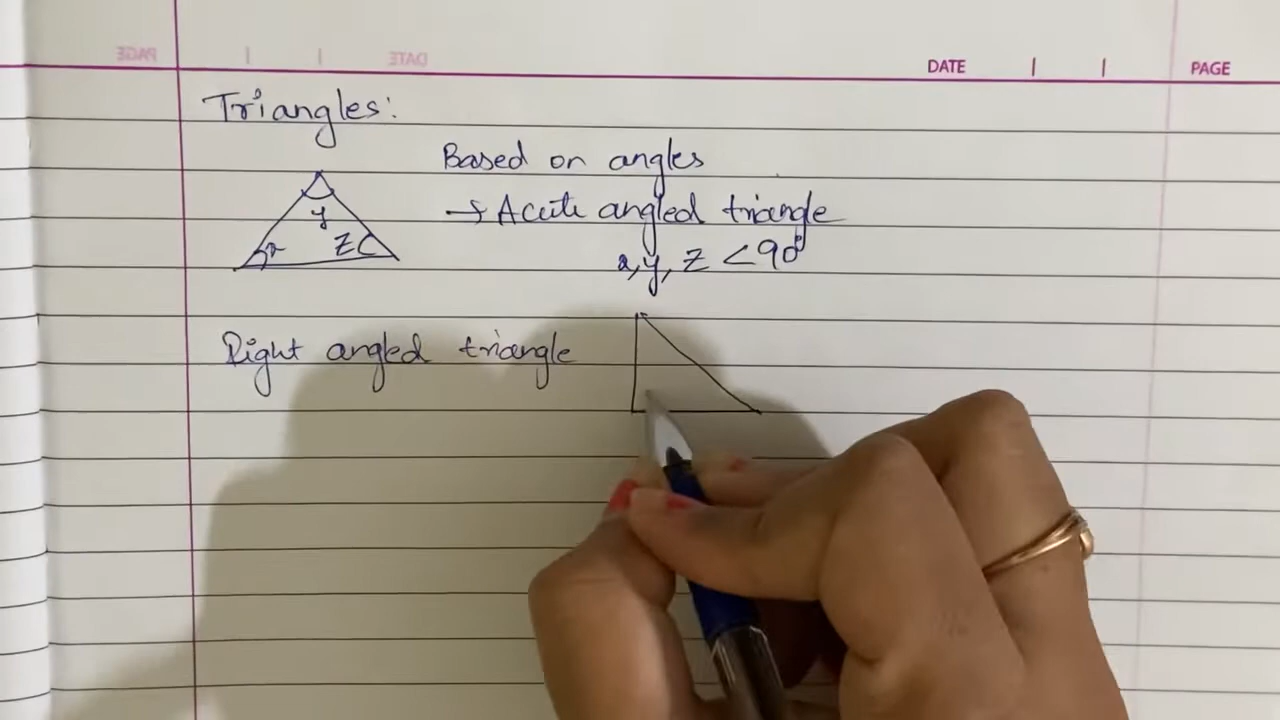 DATE | | PAGE
Triangles:
Based on angles
→ Acute angled triangle
x y z
x, y, z < 90°
Right angled triangle